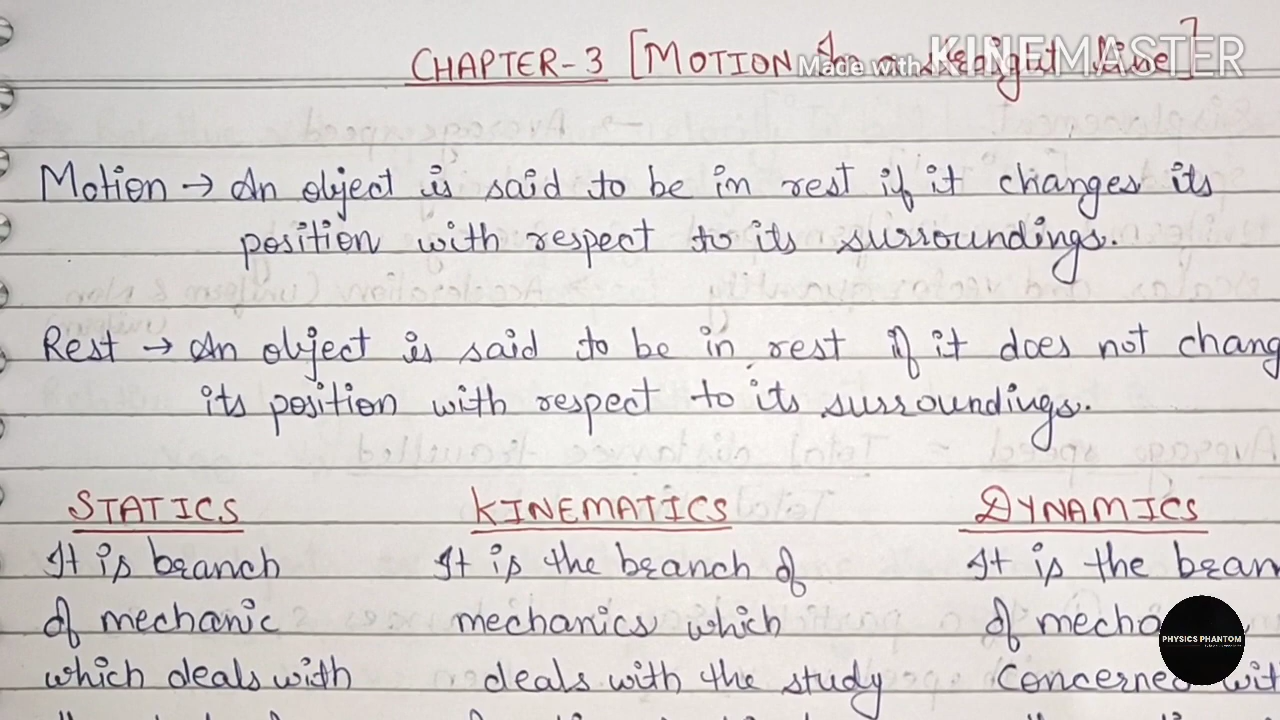 CHAPTER-3 [MOTION In a straight line]
Made with KINEMASTER
Motion → An object is said to be in rest if it changes its
position with respect to its surroundings.
Rest → An object is said to be in rest if it does not chang
its position with respect to its surroundings.
STATICS KINEMATICS DYNAMICS
It is branch It is the branch of It is the bran
of mechanic mechanics which of mecha
which deals with deals with the study Concerned wit
PHYSICS PHANTOM